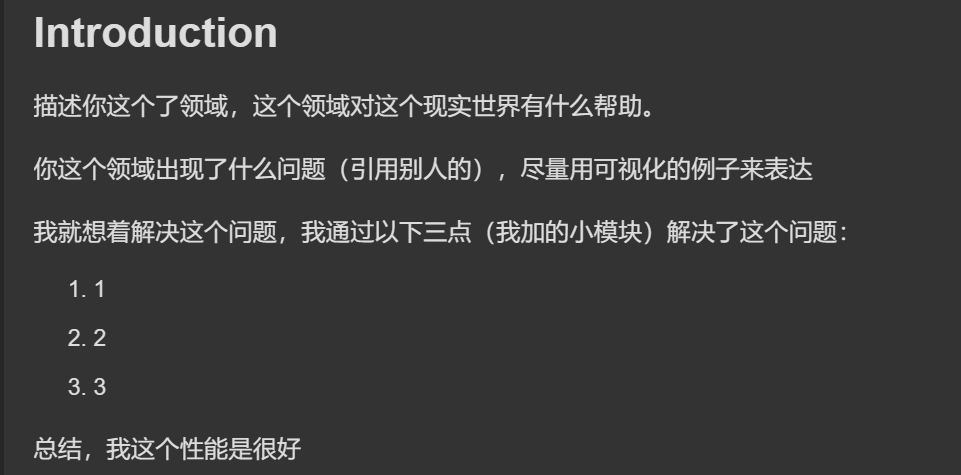 Introduction
描述你这个了领域，这个领域对这个现实世界有什么帮助。
你这个领域出现了什么问题（引用别人的），尽量用可视化的例子来表达
我就想着解决这个问题，我通过以下三点（我加的小模块）解决了这个问题：
1. 1
2. 2
3. 3
总结，我这个性能是很好